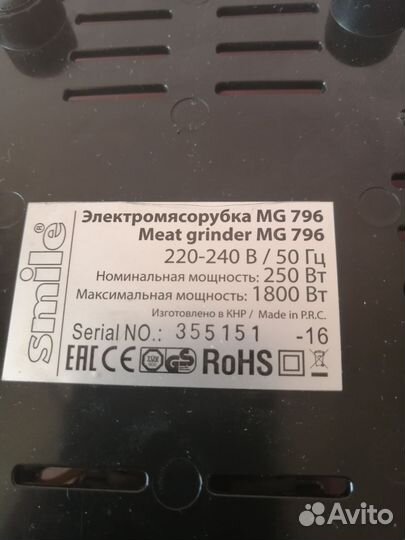 smile®
Электромясорубка MG 796
Meat grinder MG 796
220-240 В / 50 Гц
Номинальная мощность: 250 Вт
Максимальная мощность: 1800 Вт
Изготовлено в КНР / Made in P.R.C.
Serial NO.: 355151 -16
EAC CE GS RoHS
Avito